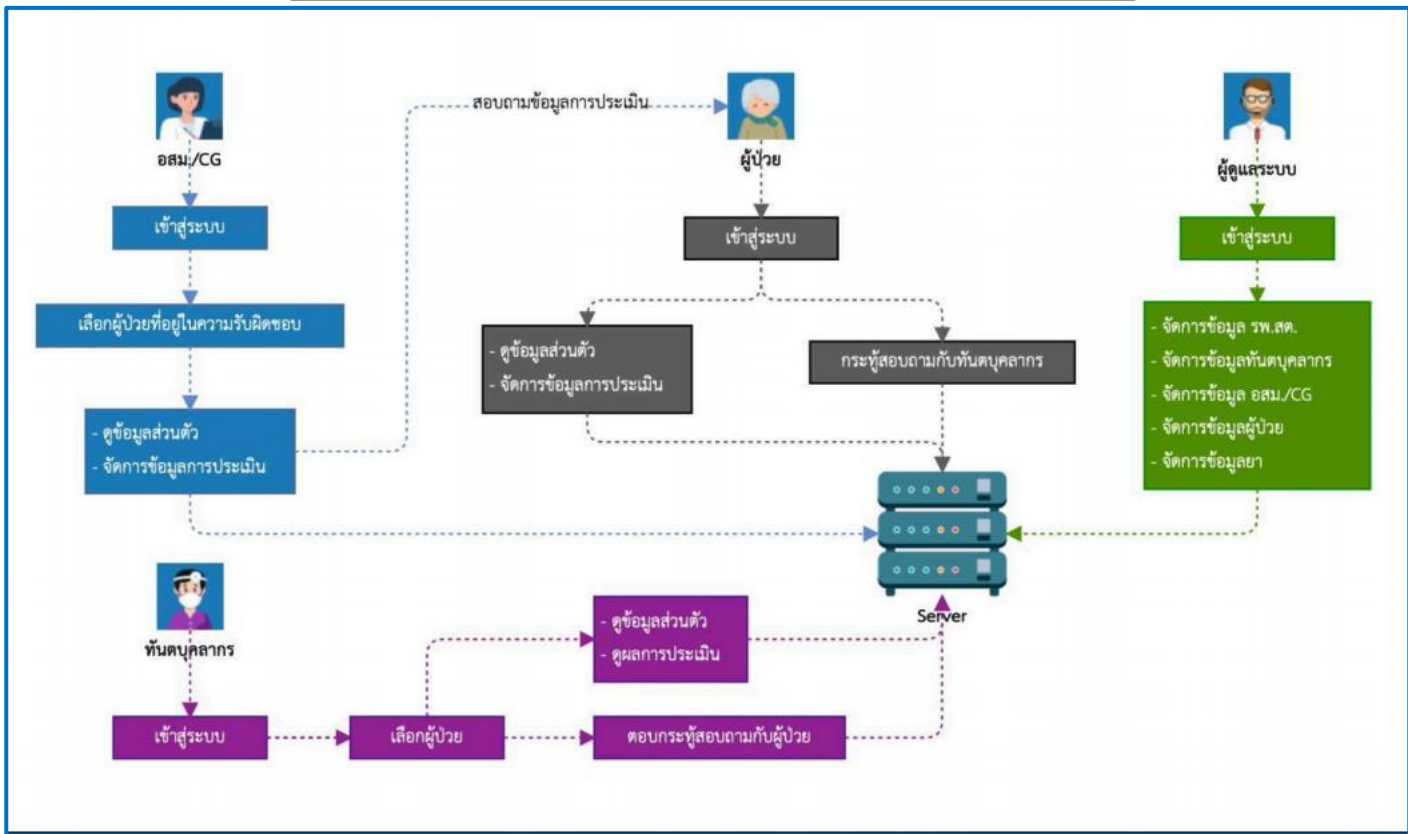 อสม./CG
เข้าสู่ระบบ
เลือกผู้ป่วยที่อยู่ในความรับผิดชอบ
- ดูข้อมูลส่วนตัว
- จัดการข้อมูลการประเมิน
สอบถามข้อมูลการประเมิน
ผู้ป่วย
เข้าสู่ระบบ
- ดูข้อมูลส่วนตัว
- จัดการข้อมูลการประเมิน
กระทู้สอบถามกับทันตบุคลากร
ผู้ดูแลระบบ
เข้าสู่ระบบ
- จัดการข้อมูล รพ.สต.
- จัดการข้อมูลทันตบุคลากร
- จัดการข้อมูล อสม./CG
- จัดการข้อมูลผู้ป่วย
- จัดการข้อมูลยา
Server
ทันตบุคลากร
เข้าสู่ระบบ
เลือกผู้ป่วย
- ดูข้อมูลส่วนตัว
- ดูผลการประเมิน
ตอบกระทู้สอบถามกับผู้ป่วย